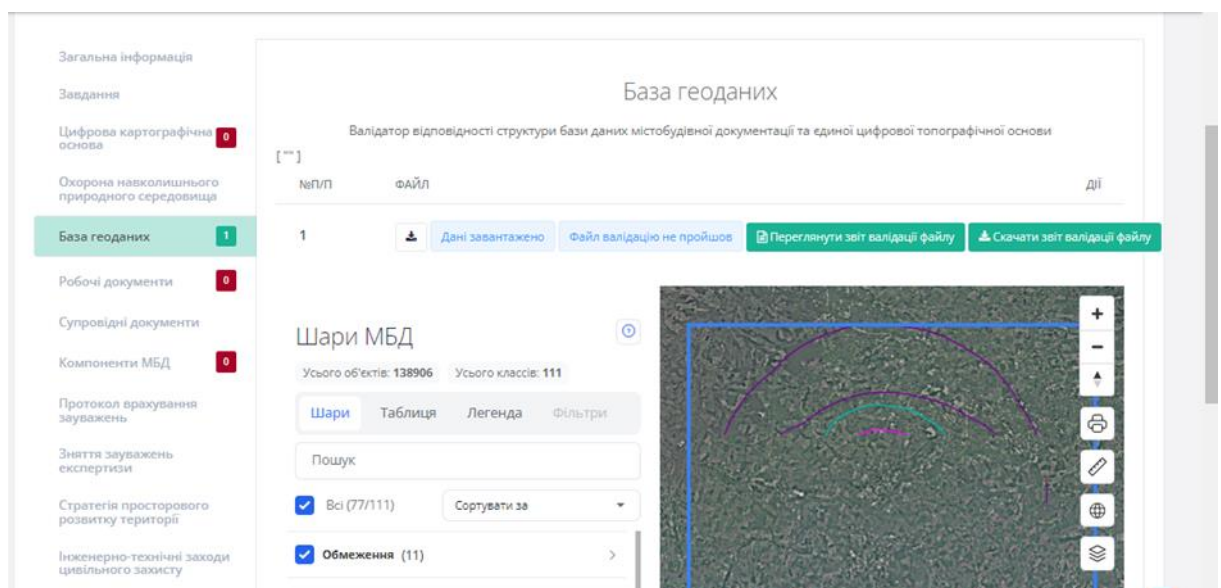 Загальна інформація
Завдання
Цифрова картографічна 0
основа
Охорона навколишнього
природного середовища
База геоданих 1
Робочі документи 0
Супровідні документи
Компоненти МБД 0
Протокол врахування
зауважень
Зняття зауважень
експертизи
Стратегія просторового
розвитку території
Інженерно-технічні заходи
цивільного захисту
База геоданих
Валідатор відповідності структури бази даних містобудівної документації та єдиної цифрової топографічної основи
[ "" ]
№П/П ФАЙЛ ДІЇ
1 Дані завантажено Файл валідацію не пройшов Переглянути звіт валідації файлу Скачати звіт валідації файлу
Шари МБД
Усього об'єктів: 138906 Усього классів: 111
Шари Таблиця Легенда Фільтри
Пошук
Всі (77/111) Сортувати за
Обмеження (11)